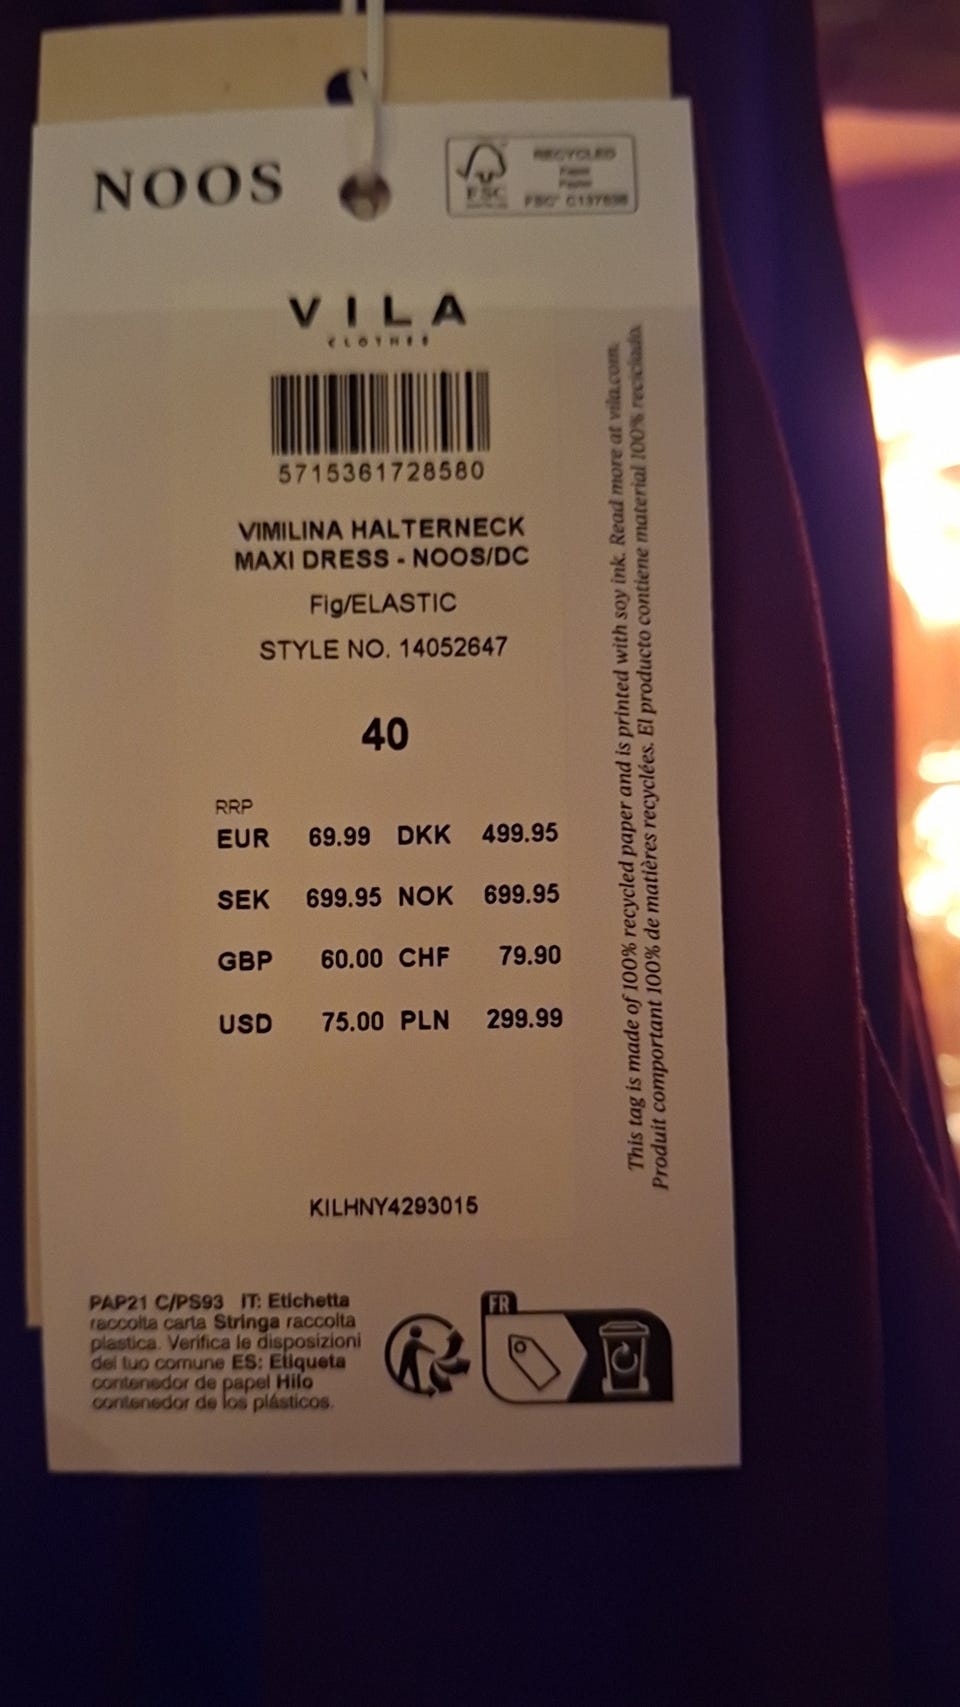 NOOS
FSC
RECYCLED
Paper
FSC® C137698
VILA
CLOTHES
5715361728580
VIMILINA HALTERNECK
MAXI DRESS - NOOS/DC
Fig/ELASTIC
STYLE NO. 14052647
40
RRP
EUR 69.99 DKK 499.95
SEK 699.95 NOK 699.95
GBP 60.00 CHF 79.90
USD 75.00 PLN 299.99
KILHNY4293015
This tag is made of 100% recycled paper and is printed with soy ink. Read more at vila.com.
Produit comportant 100% de matières recyclées. El producto contiene material 100% reciclado.
PAP21 C/PS93 IT: Etichetta
raccolta carta Stringa raccolta
plastica. Verifica le disposizioni
del tuo comune ES: Etiqueta
contenedor de papel Hilo
contenedor de los plásticos.
FR